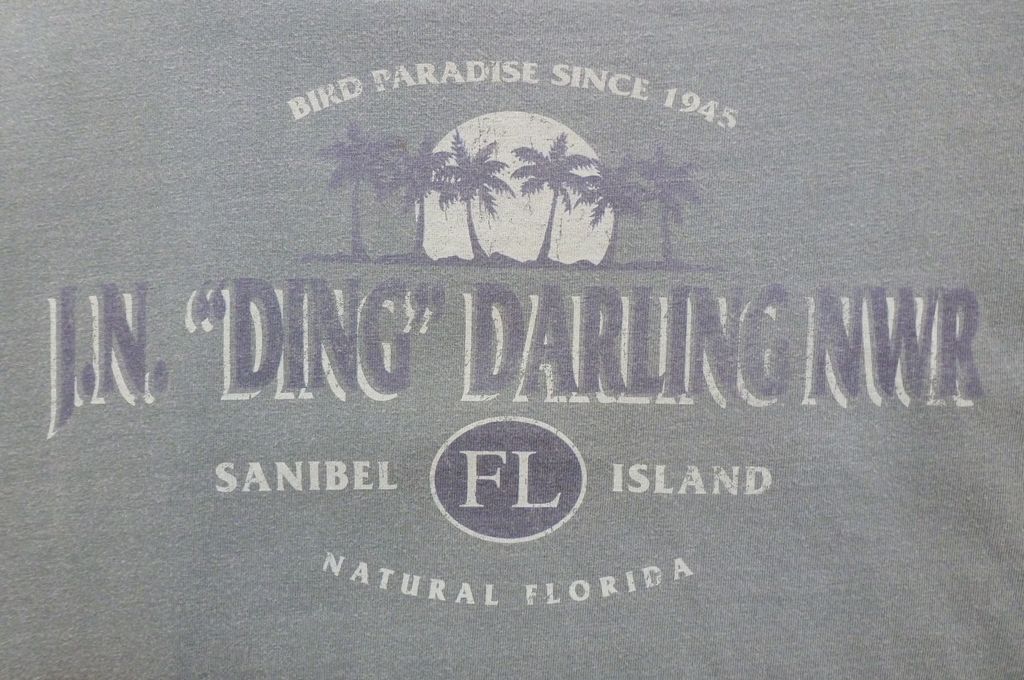 BIRD PARADISE SINCE 1945
J.N. “DING” DARLING NWR
SANIBEL FL ISLAND
NATURAL FLORIDA